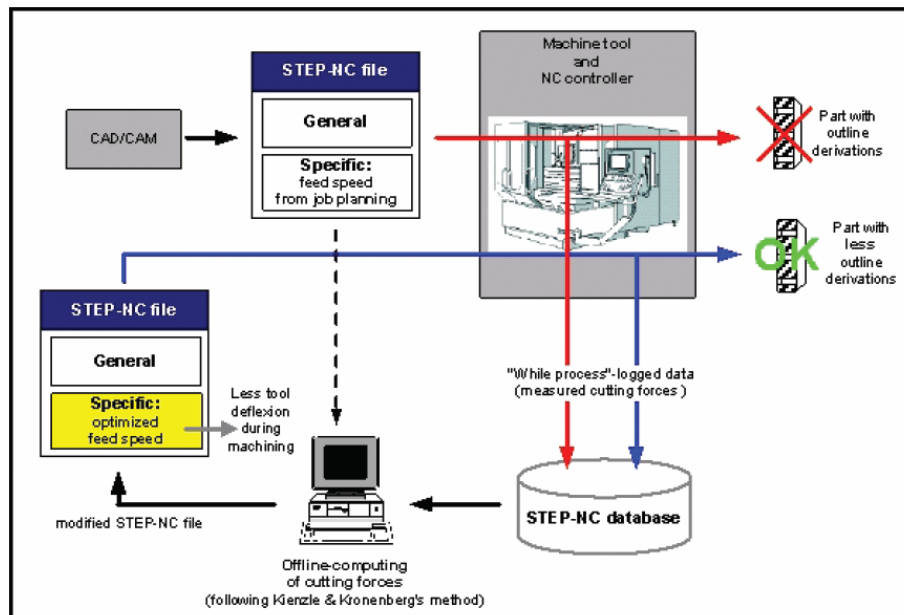 Machine tool
and
NC controller
STEP-NC file
General
Specific:
feed speed
from job planning
CAD/CAM
Part with
outline
derivations
OK
Part with
less
outline
derivations
STEP-NC file
General
Specific:
optimized
feed speed
Less tool
deflexion
during
machining
"While process"-logged data
(measured cutting forces )
STEP-NC database
modified STEP-NC file
Offline-computing
of cutting forces
(following Kienzle & Kronenberg's method)